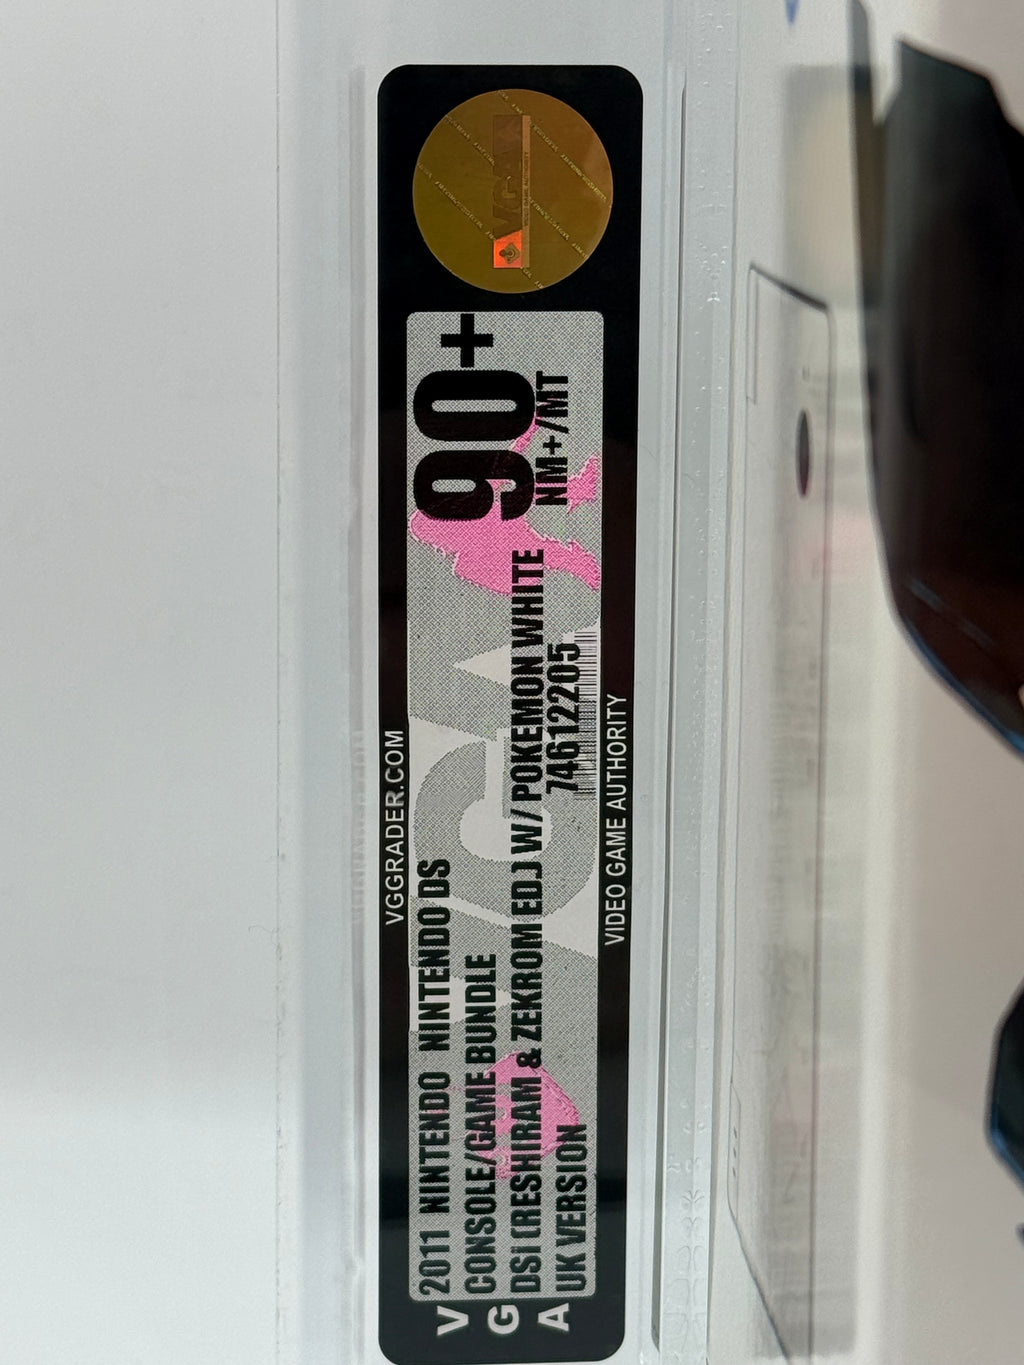 VGGRADER.COM
V
G
A
2011 NINTENDO NINTENDO DS
CONSOLE/GAME BUNDLE
DSi (RESHIRAM & ZEKROM ED.) W/ POKEMON WHITE
UK VERSION
74612205
90+
NM+/MT
VGA
VIDEO GAME AUTHORITY